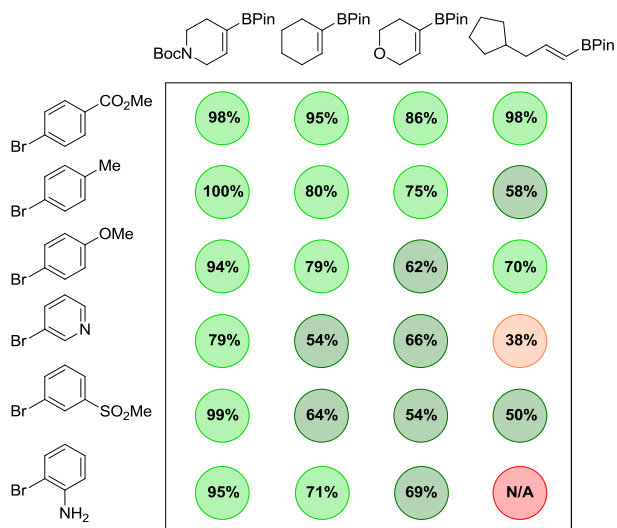 BPin BPin BPin BPin
BocN O
CO2Me
Br
98% 95% 86% 98%
Me
Br
100% 80% 75% 58%
OMe
Br
94% 79% 62% 70%
Br N
79% 54% 66% 38%
Br SO2Me
99% 64% 54% 50%
Br
NH2
95% 71% 69% N/A